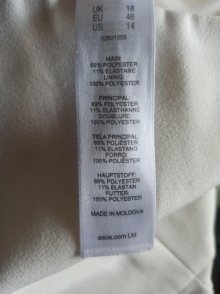 UK 18
EU 46
US 14
MAIN:
89% POLYESTER
11% ELASTANE
LINING:
100% POLYESTER
PRINCIPAL:
89% POLYESTER
11% ELASTHANNE
DOUBLURE:
100% POLYESTER
TELA PRINCIPAL:
89% POLIÉSTER
11% ELASTANO
FORRO:
100% POLIÉSTER
HAUPTSTOFF:
89% POLYESTER
11% ELASTAN
FUTTER:
100% POLYESTER
MADE IN MOLDOVA
asos.com Ltd